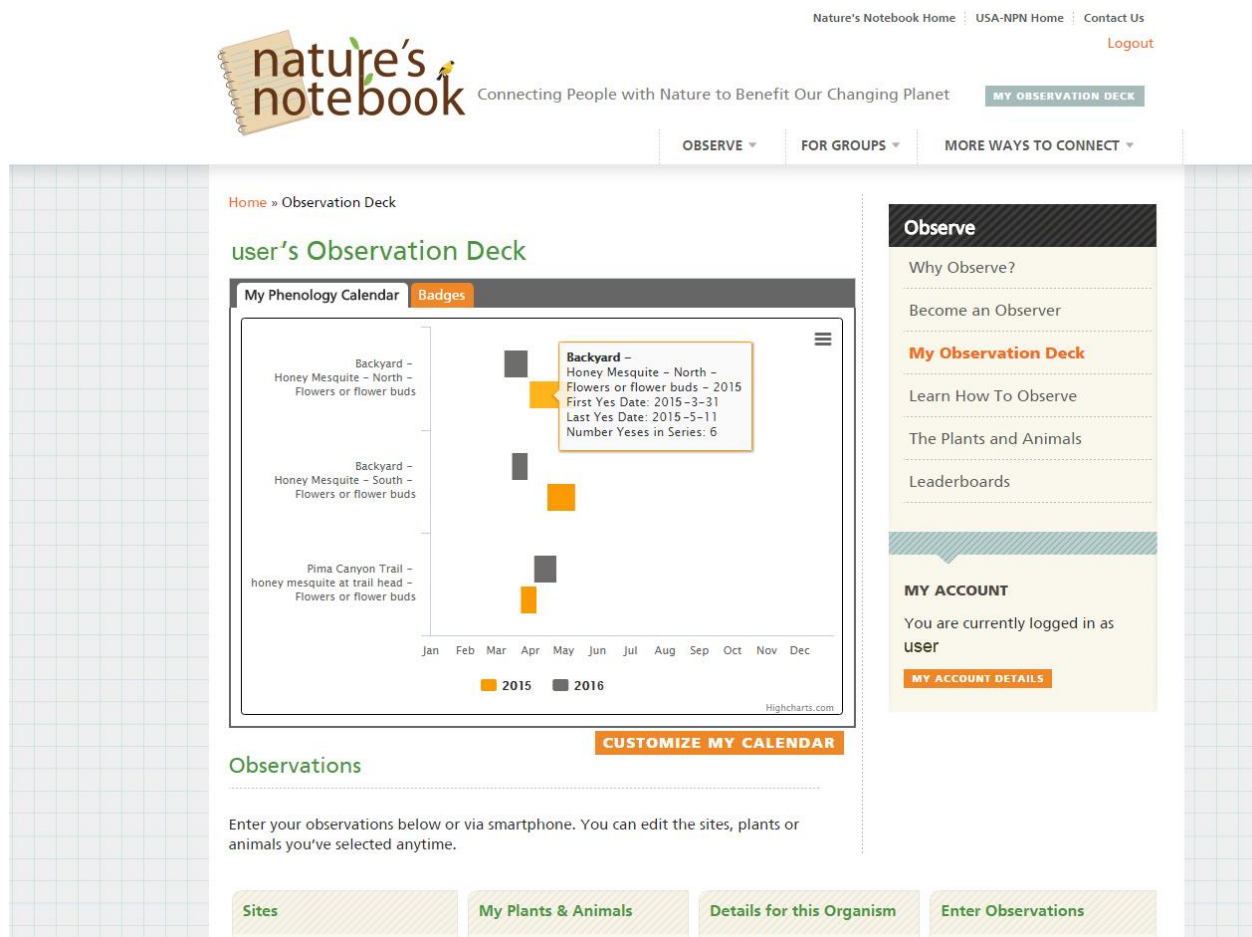 Nature's Notebook Home USA-NPN Home Contact Us
Logout
nature's
notebook
Connecting People with Nature to Benefit Our Changing Planet
MY OBSERVATION DECK
OBSERVE FOR GROUPS MORE WAYS TO CONNECT
Home » Observation Deck
user's Observation Deck
My Phenology Calendar Badges
Backyard –
Honey Mesquite – North –
Flowers or flower buds
Backyard –
Honey Mesquite – North –
Flowers or flower buds – 2015
First Yes Date: 2015-3-31
Last Yes Date: 2015-5-11
Number Yeses in Series: 6
Backyard –
Honey Mesquite – South –
Flowers or flower buds
Pima Canyon Trail –
honey mesquite at trail head –
Flowers or flower buds
Jan Feb Mar Apr May Jun Jul Aug Sep Oct Nov Dec
2015 2016
Highcharts.com
CUSTOMIZE MY CALENDAR
Observations
Enter your observations below or via smartphone. You can edit the sites, plants or
animals you've selected anytime.
Sites
My Plants & Animals
Details for this Organism
Enter Observations
Observe
Why Observe?
Become an Observer
My Observation Deck
Learn How To Observe
The Plants and Animals
Leaderboards
MY ACCOUNT
You are currently logged in as
user
MY ACCOUNT DETAILS